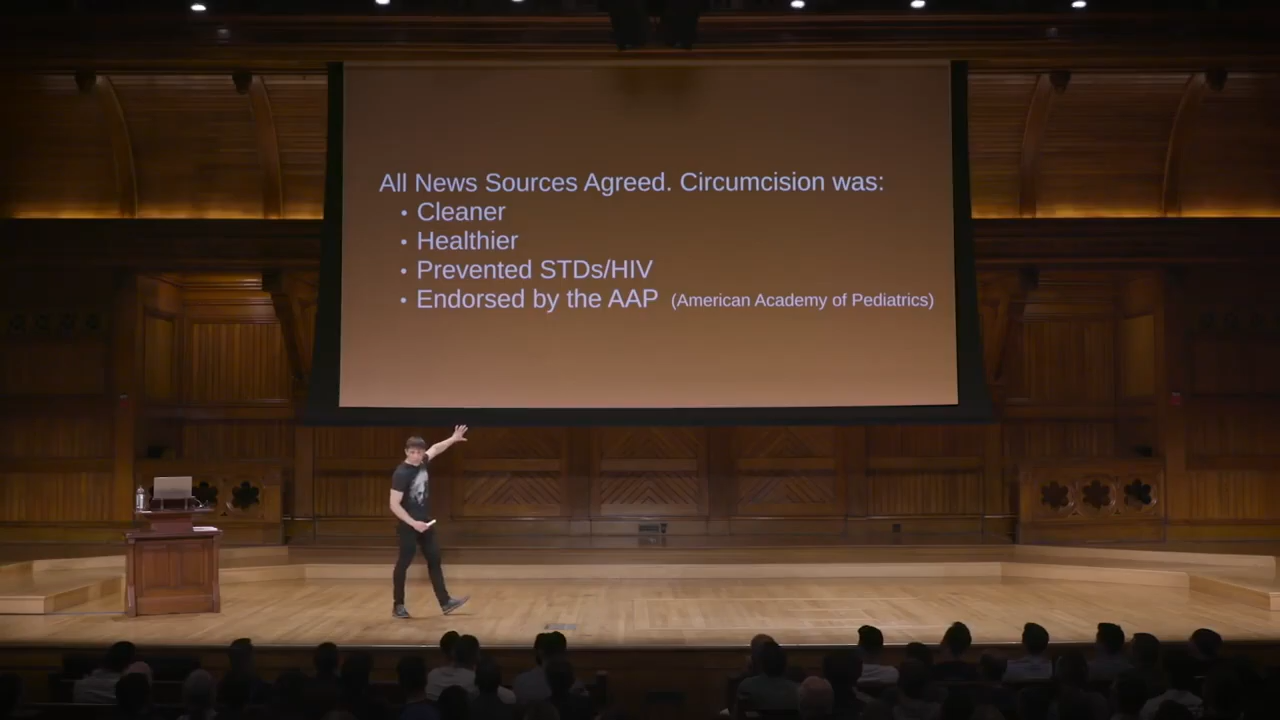 All News Sources Agreed. Circumcision was:
• Cleaner
• Healthier
• Prevented STDs/HIV
• Endorsed by the AAP (American Academy of Pediatrics)